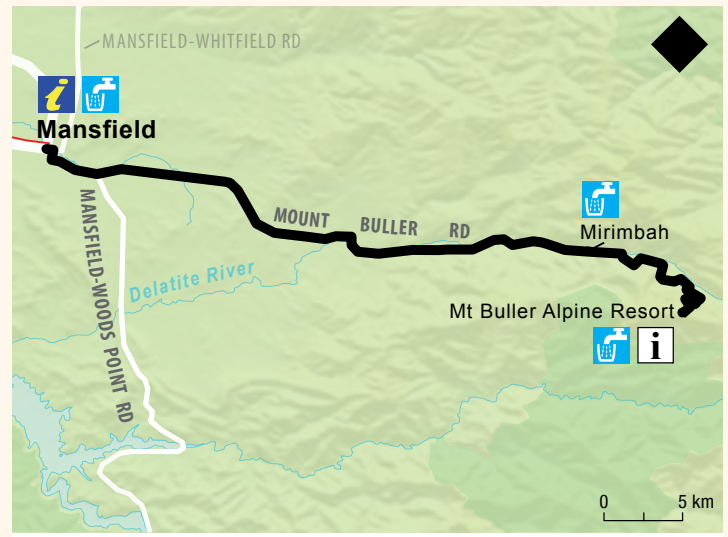 MANSFIELD-WHITFIELD RD
i
Mansfield
MOUNT BULLER RD
Mirimbah
MANSFIELD-WOODS POINT RD
Delatite River
Mt Buller Alpine Resort
i
0 5 km